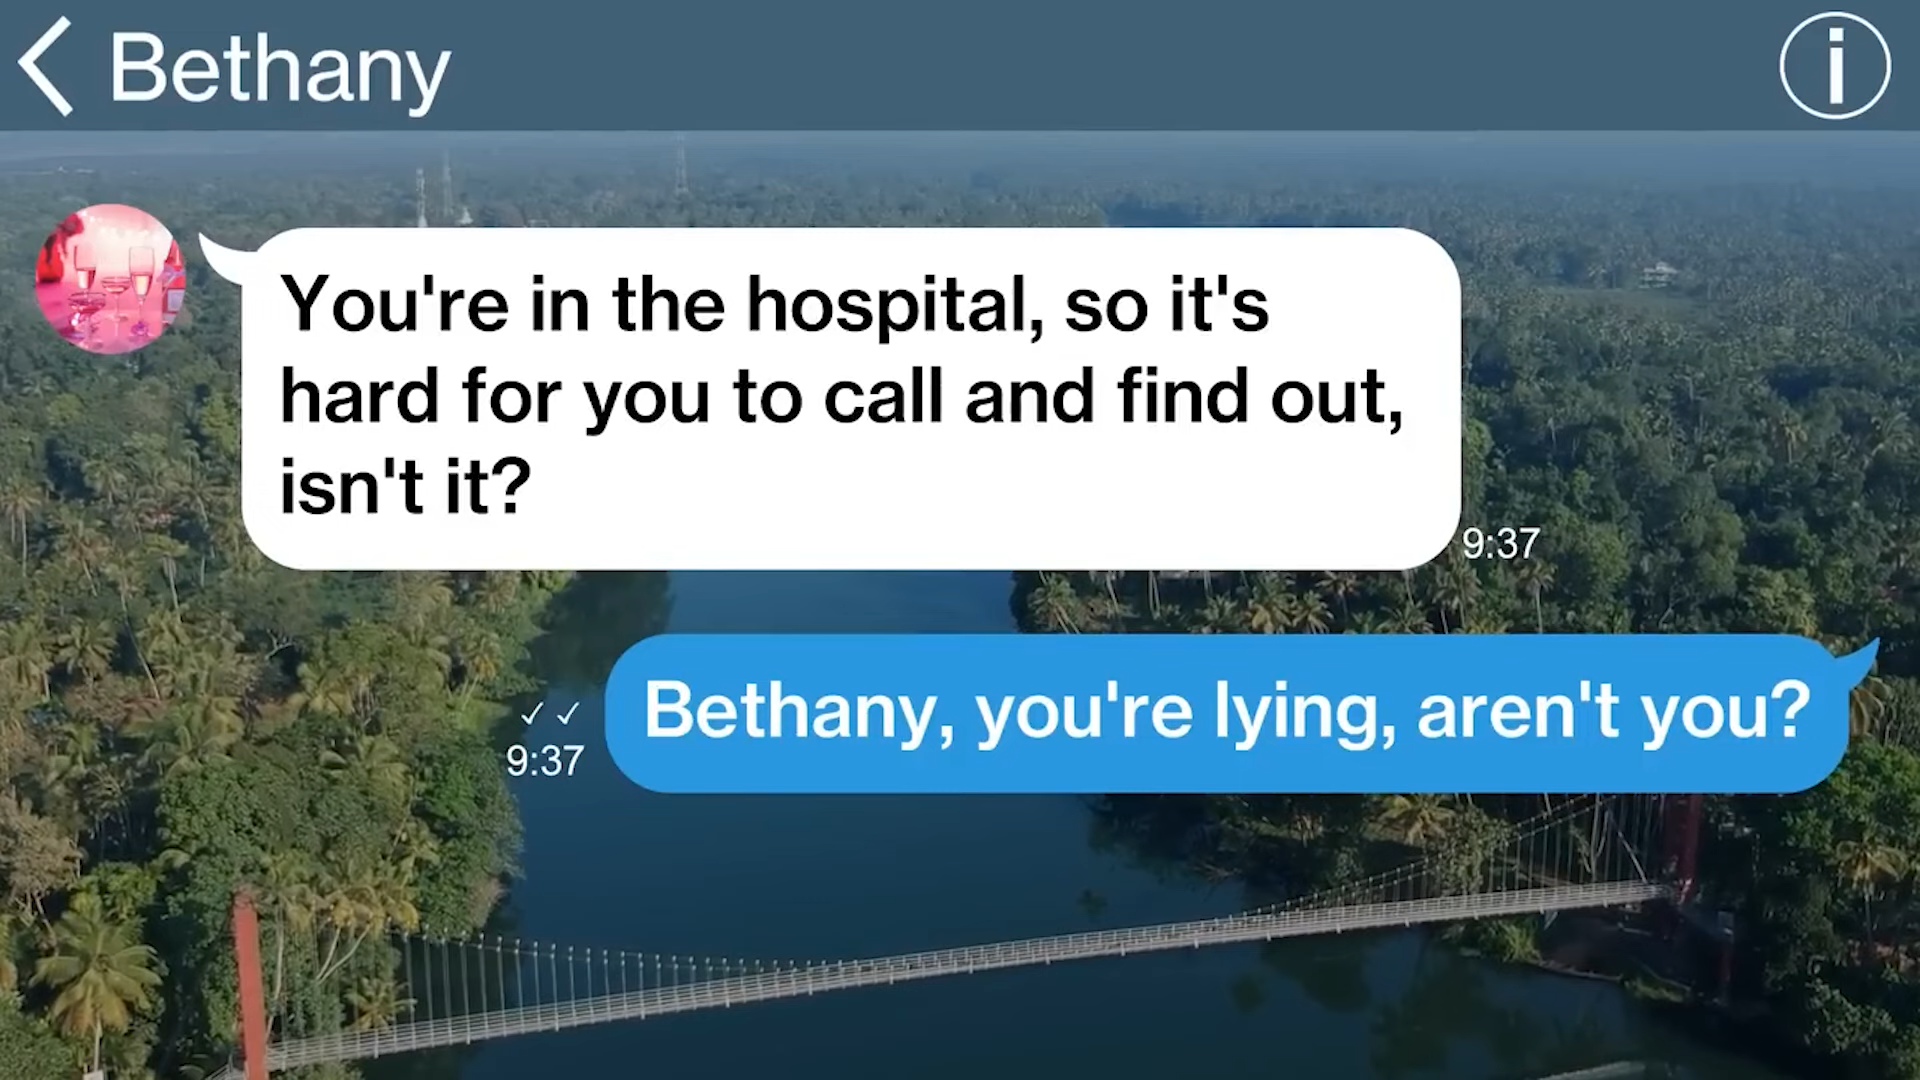 Bethany
You're in the hospital, so it's
hard for you to call and find out,
isn't it?
9:37
Bethany, you're lying, aren't you?
✓✓
9:37